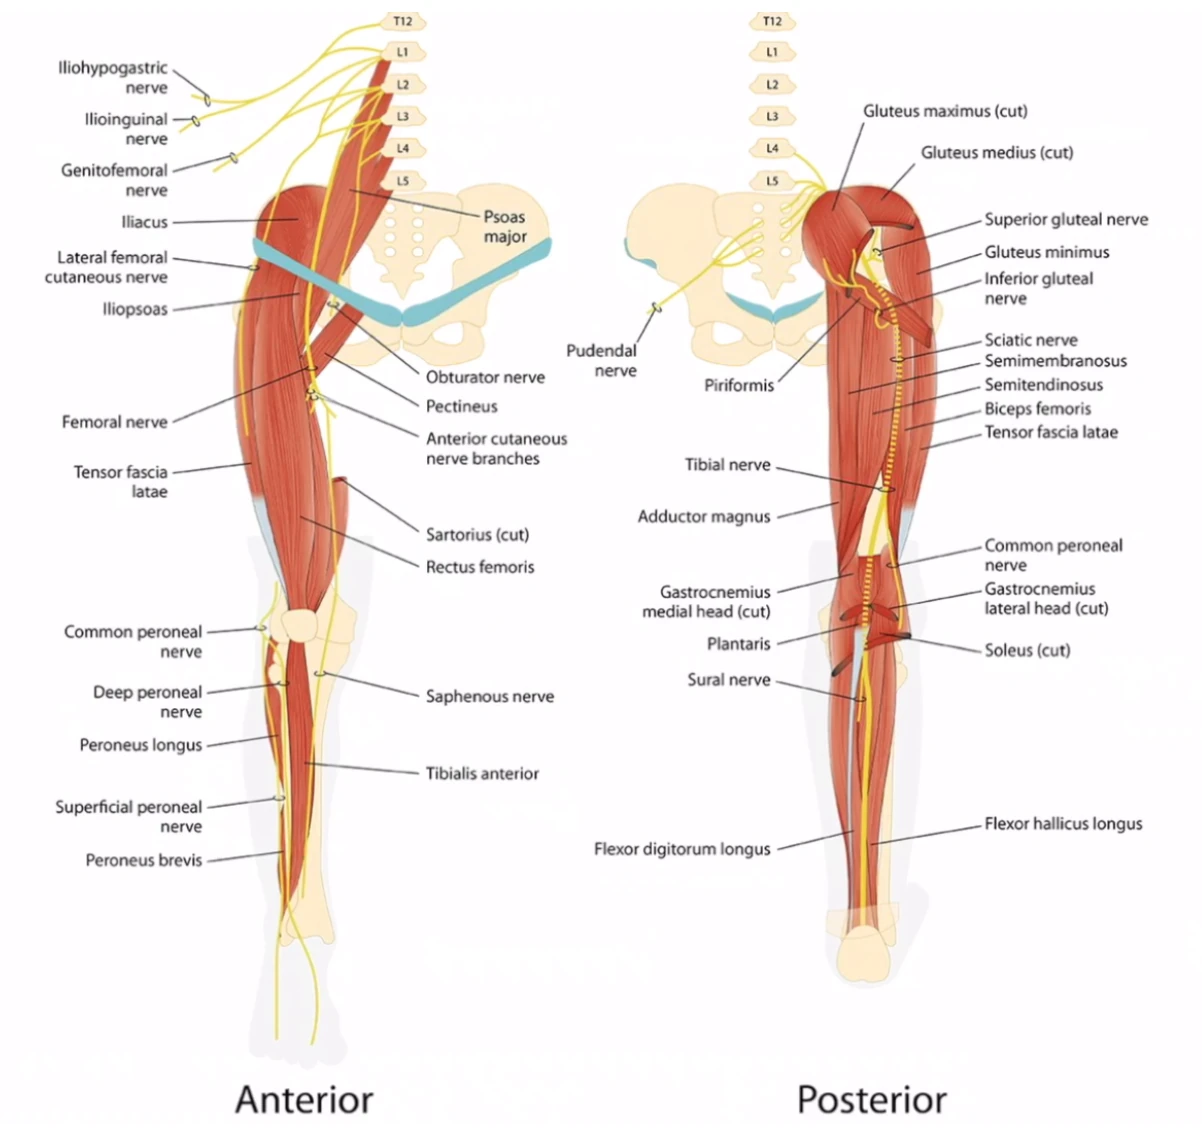 T12
L1
L2
L3
L4
L5
Iliohypogastric
nerve
Ilioinguinal
nerve
Genitofemoral
nerve
Iliacus
Lateral femoral
cutaneous nerve
Iliopsoas
Femoral nerve
Tensor fascia
latae
Common peroneal
nerve
Deep peroneal
nerve
Peroneus longus
Superficial peroneal
nerve
Peroneus brevis
Psoas
major
Obturator nerve
Pectineus
Anterior cutaneous
nerve branches
Sartorius (cut)
Rectus femoris
Saphenous nerve
Tibialis anterior
Anterior
T12
L1
L2
L3
L4
L5
Pudendal
nerve
Piriformis
Tibial nerve
Adductor magnus
Gastrocnemius
medial head (cut)
Plantaris
Sural nerve
Flexor digitorum longus
Gluteus maximus (cut)
Gluteus medius (cut)
Superior gluteal nerve
Gluteus minimus
Inferior gluteal
nerve
Sciatic nerve
Semimembranosus
Semitendinosus
Biceps femoris
Tensor fascia latae
Common peroneal
nerve
Gastrocnemius
lateral head (cut)
Soleus (cut)
Flexor hallicus longus
Posterior